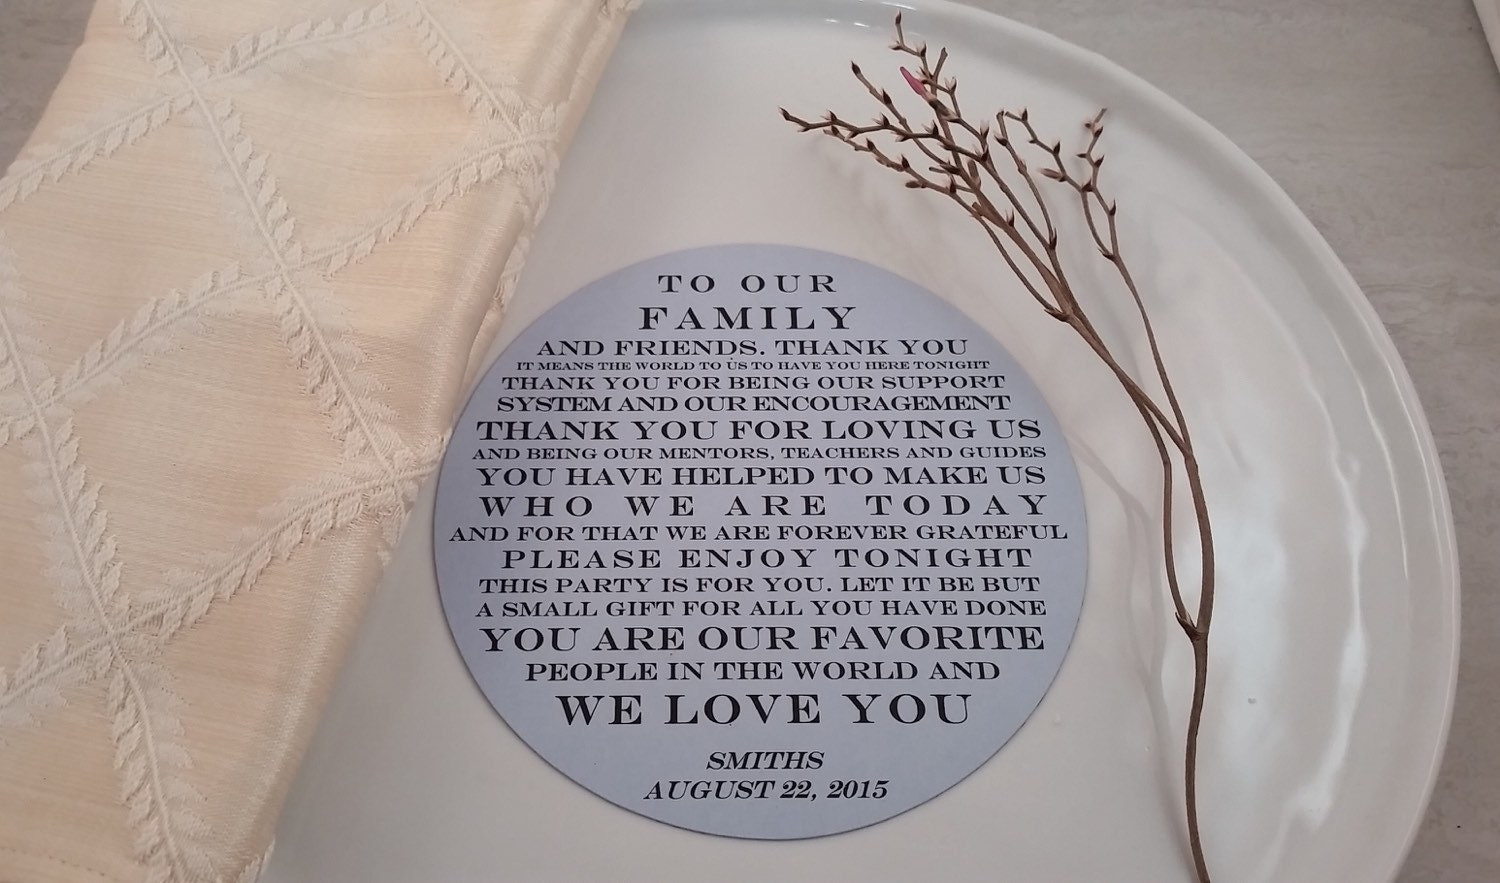 TO OUR
FAMILY
AND FRIENDS. THANK YOU
IT MEANS THE WORLD TO US TO HAVE YOU HERE TONIGHT
THANK YOU FOR BEING OUR SUPPORT
SYSTEM AND OUR ENCOURAGEMENT
THANK YOU FOR LOVING US
AND BEING OUR MENTORS, TEACHERS AND GUIDES
YOU HAVE HELPED TO MAKE US
WHO WE ARE TODAY
AND FOR THAT WE ARE FOREVER GRATEFUL
PLEASE ENJOY TONIGHT
THIS PARTY IS FOR YOU. LET IT BE BUT
A SMALL GIFT FOR ALL YOU HAVE DONE
YOU ARE OUR FAVORITE
PEOPLE IN THE WORLD AND
WE LOVE YOU
SMITHS
AUGUST 22, 2015